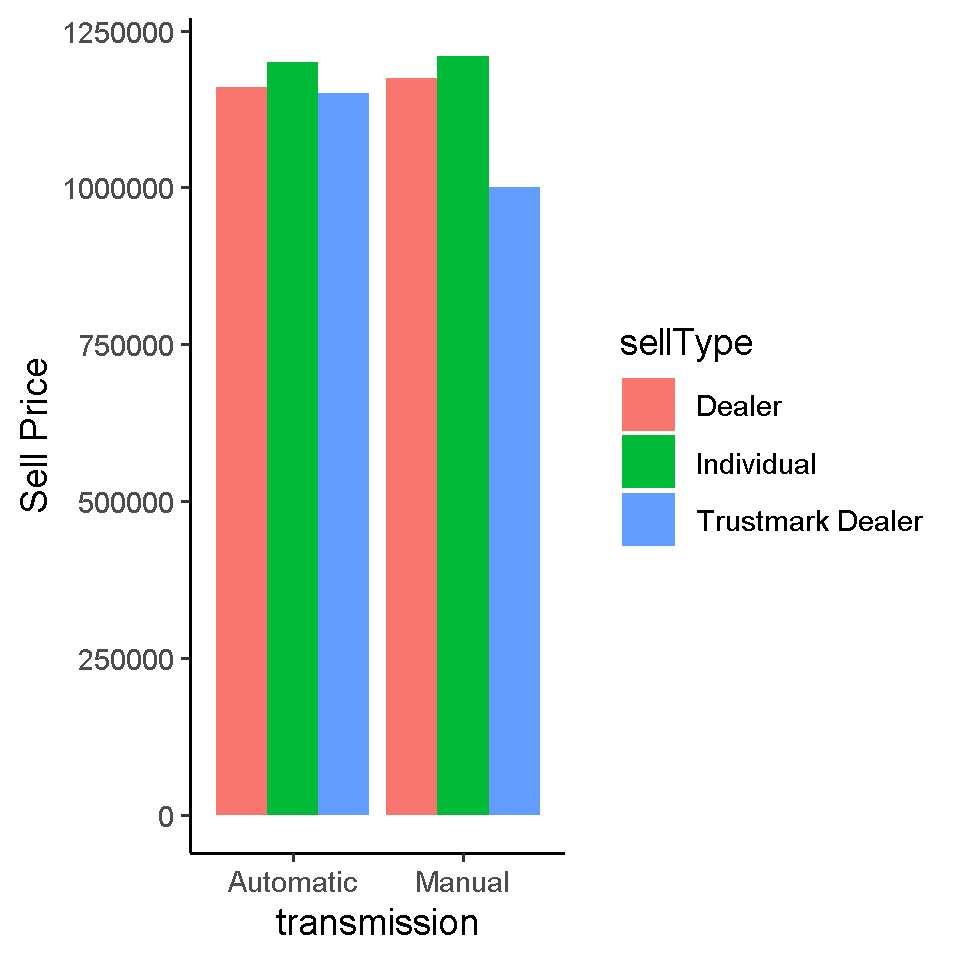 1250000
1000000
750000
500000
250000
0
Sell Price
Automatic
Manual
transmission
sellType
Dealer
Individual
Trustmark Dealer